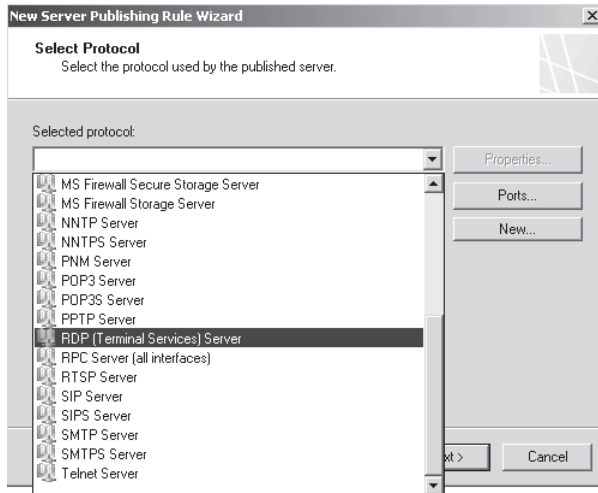 New Server Publishing Rule Wizard
Select Protocol
Select the protocol used by the published server.
Selected protocol:
Properties...
MS Firewall Secure Storage Server
MS Firewall Storage Server
Ports...
NNTP Server
New...
NNTPS Server
PNM Server
POP3 Server
POP3S Server
PPTP Server
RDP (Terminal Services) Server
RPC Server (all interfaces)
RTSP Server
SIP Server
SIPS Server
SMTP Server
SMTPS Server
xt >
Cancel
Telnet Server